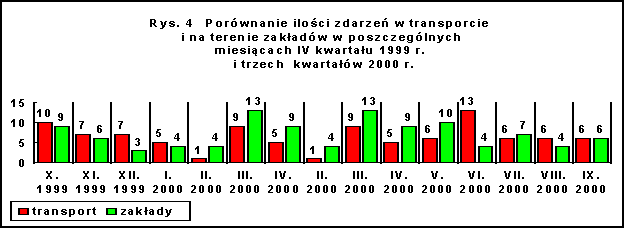 Rys. 4 Porównanie ilości zdarzeń w transporcie
i na terenie zakładów w poszczególnych
miesiącach IV kwartału 1999 r.
i trzech kwartałów 2000 r.
15
10
5
0
10 9 7 6 7 3 5 4 1 4 9 13 5 9 1 4 9 13 5 9 6 10 13 4 6 7 6 4 6 6
X. XI. XII. I. II. III. IV. II. III. IV. V. VI. VII. VIII. IX.
1999 1999 1999 2000 2000 2000 2000 2000 2000 2000 2000 2000 2000 2000 2000
transport zakłady